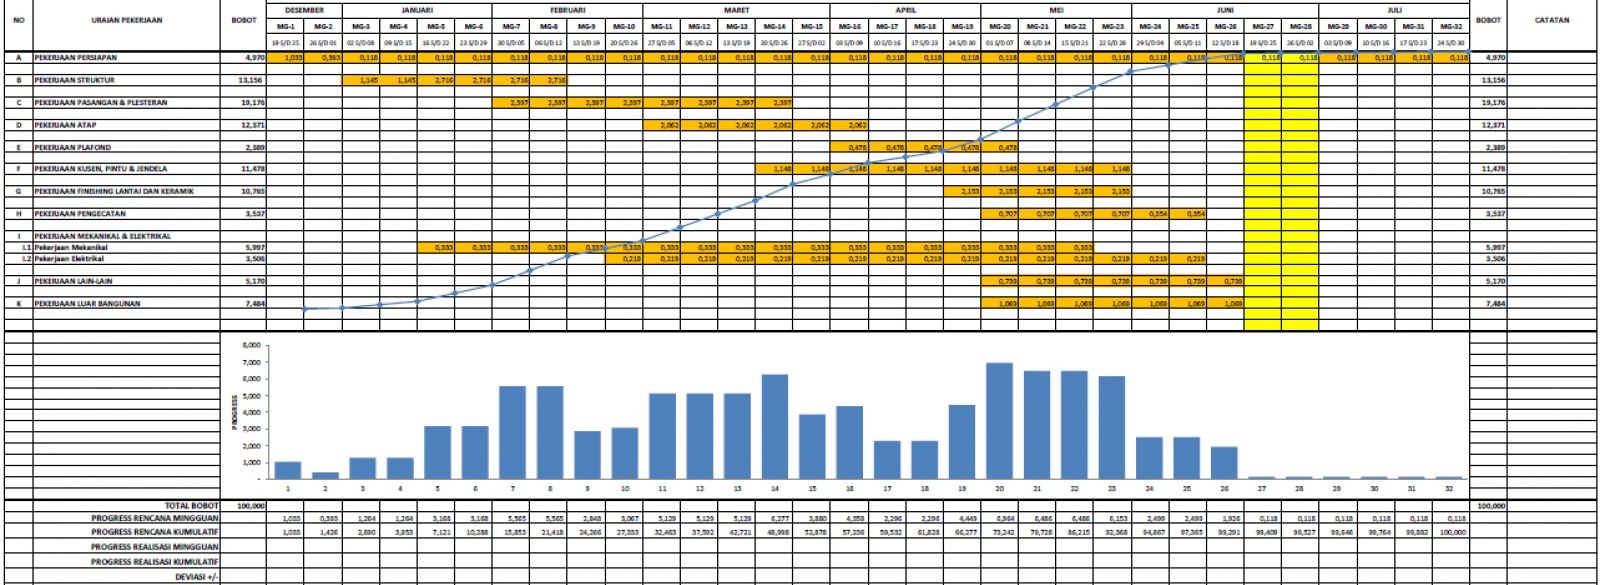 NO URAIAN PEKERJAAN BOBOT DESEMBER JANUARI FEBRUARI MARET APRIL MEI JUNI JULI BOBOT CATATAN
MG-1 MG-2 MG-3 MG-4 MG-5 MG-6 MG-7 MG-8 MG-9 MG-10 MG-11 MG-12 MG-13 MG-14 MG-15 MG-16 MG-17 MG-18 MG-19 MG-20 MG-21 MG-22 MG-23 MG-24 MG-25 MG-26 MG-27 MG-28 MG-29 MG-30 MG-31 MG-32
19 S/D 25 26 S/D 01 02 S/D 08 09 S/D 15 16 S/D 22 23 S/D 29 30 S/D 05 06 S/D 12 13 S/D 19 20 S/D 26 27 S/D 05 06 S/D 12 13 S/D 19 20 S/D 26 27 S/D 02 03 S/D 09 10 S/D 16 17 S/D 23 24 S/D 30 01 S/D 07 08 S/D 14 15 S/D 21 22 S/D 28 29 S/D 04 05 S/D 11 12 S/D 18 19 S/D 25 26 S/D 02 03 S/D 09 10 S/D 16 17 S/D 23 24 S/D 30
A PEKERJAAN PERSIAPAN 4,970 1,033 0,393 0,118 0,118 0,118 0,118 0,118 0,118 0,118 0,118 0,118 0,118 0,118 0,118 0,118 0,118 0,118 0,118 0,118 0,118 0,118 0,118 0,118 0,118 0,118 0,118 0,118 0,118 0,118 0,118 0,118 0,118 4,970
B PEKERJAAN STRUKTUR 13,156 1,145 1,145 2,716 2,716 2,716 2,716 13,156
C PEKERJAAN PASANGAN & PLESTERAN 19,176 2,397 2,397 2,397 2,397 2,397 2,397 2,397 2,397 19,176
D PEKERJAAN ATAP 12,371 2,062 2,062 2,062 2,062 2,062 2,062 12,371
E PEKERJAAN PLAFOND 2,389 0,478 0,478 0,478 0,478 0,478 2,389
F PEKERJAAN KUSEN, PINTU & JENDELA 11,478 1,148 1,148 1,148 1,148 1,148 1,148 1,148 1,148 1,148 1,148 11,478
G PEKERJAAN FINISHING LANTAI DAN KERAMIK 10,765 2,153 2,153 2,153 2,153 2,153 10,765
H PEKERJAAN PENGECATAN 3,537 0,707 0,707 0,707 0,707 0,354 0,354 3,537
I PEKERJAAN MEKANIKAL & ELEKTRIKAL
I.1 Pekerjaan Mekanikal 5,997 0,333 0,333 0,333 0,333 0,333 0,333 0,333 0,333 0,333 0,333 0,333 0,333 0,333 0,333 0,333 0,333 0,333 0,333 5,997
I.2 Pekerjaan Elektrikal 3,506 0,219 0,219 0,219 0,219 0,219 0,219 0,219 0,219 0,219 0,219 0,219 0,219 0,219 0,219 0,219 0,219 3,506
J PEKERJAAN LAIN-LAIN 5,170 0,739 0,739 0,739 0,739 0,739 0,739 0,739 5,170
K PEKERJAAN LUAR BANGUNAN 7,484 1,069 1,069 1,069 1,069 1,069 1,069 1,069 7,484
PROGRESS
8,000
7,000
6,000
5,000
4,000
3,000
2,000
1,000
-
1 2 3 4 5 6 7 8 9 10 11 12 13 14 15 16 17 18 19 20 21 22 23 24 25 26 27 28 29 30 31 32
TOTAL BOBOT 100,000 100,000
PROGRESS RENCANA MINGGUAN 1,033 0,393 1,264 1,264 3,168 3,168 5,565 5,565 2,848 3,067 5,129 5,129 5,129 6,277 3,880 4,358 2,296 2,296 4,449 6,964 6,486 6,486 6,153 2,499 2,499 1,926 0,118 0,118 0,118 0,118 0,118 0,118
PROGRESS RENCANA KUMULATIF 1,033 1,426 2,690 3,953 7,121 10,288 15,853 21,418 24,266 27,333 32,463 37,592 42,721 48,998 52,878 57,236 59,532 61,828 66,277 73,242 79,728 86,215 92,368 94,867 97,365 99,291 99,409 99,527 99,646 99,764 99,882 100,000
PROGRESS REALISASI MINGGUAN
PROGRESS REALISASI KUMULATIF
DEVIASI +/-